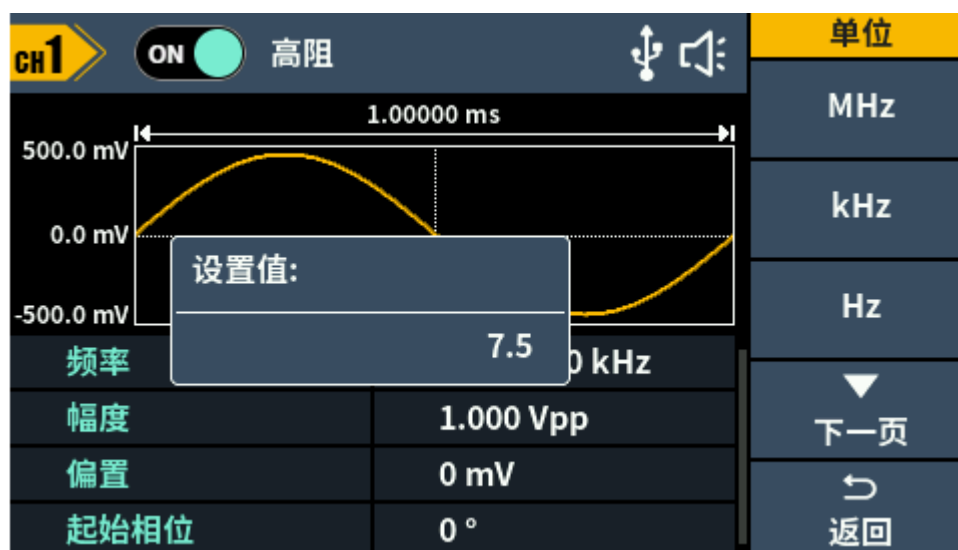 CH1 ON 高阻
1.00000 ms
500.0 mV
0.0 mV
-500.0 mV
设置值:
7.5
频率 0 kHz
幅度 1.000 Vpp
偏置 0 mV
起始相位 0 °
单位
MHz
kHz
Hz
下一页
返回